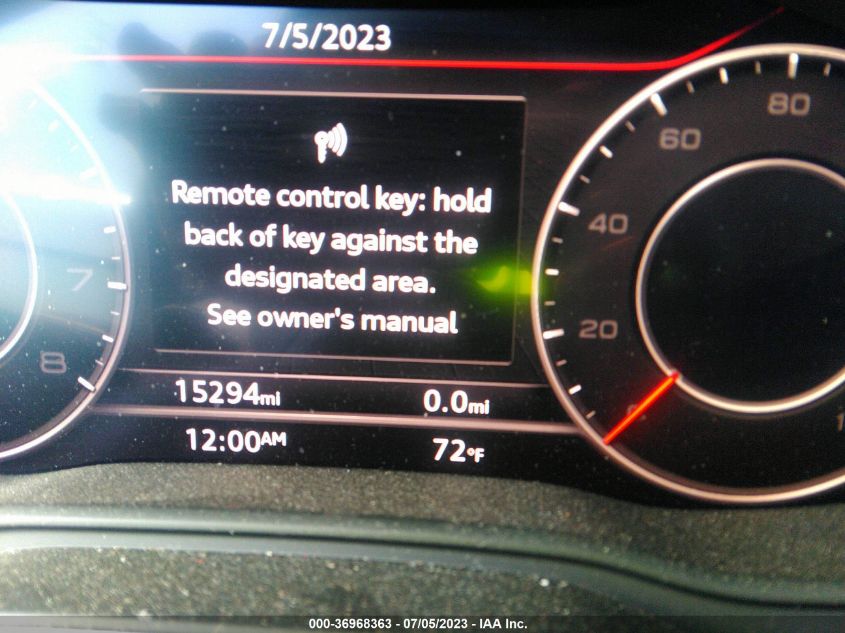 7/5/2023
80
60
Remote control key: hold
back of key against the
designated area.
See owner's manual
40
7
20
8
15294mi 0.0mi
0
12:00AM 72°F
000-36968363 - 07/05/2023 - IAA Inc.